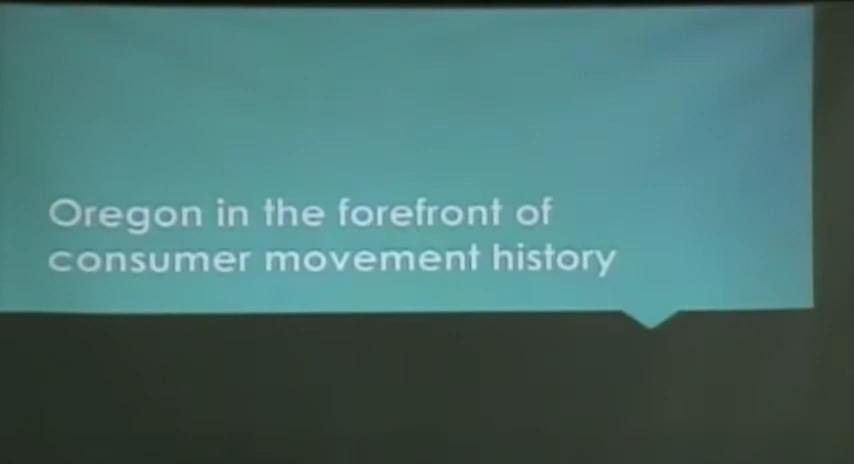 Oregon in the forefront of
consumer movement history